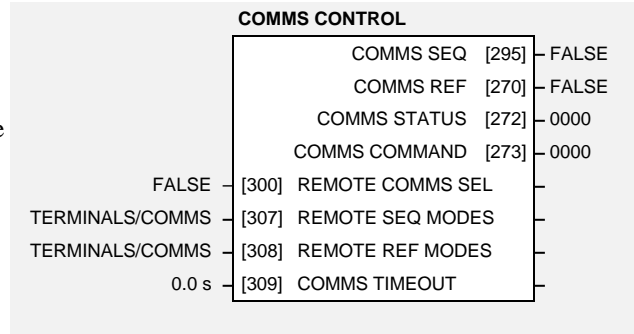 COMMS CONTROL
COMMS SEQ [295] – FALSE
COMMS REF [270] – FALSE
e
COMMS STATUS [272] – 0000
COMMS COMMAND [273] – 0000
FALSE – [300] REMOTE COMMS SEL –
TERMINALS/COMMS – [307] REMOTE SEQ MODES –
TERMINALS/COMMS – [308] REMOTE REF MODES –
0.0 s – [309] COMMS TIMEOUT –